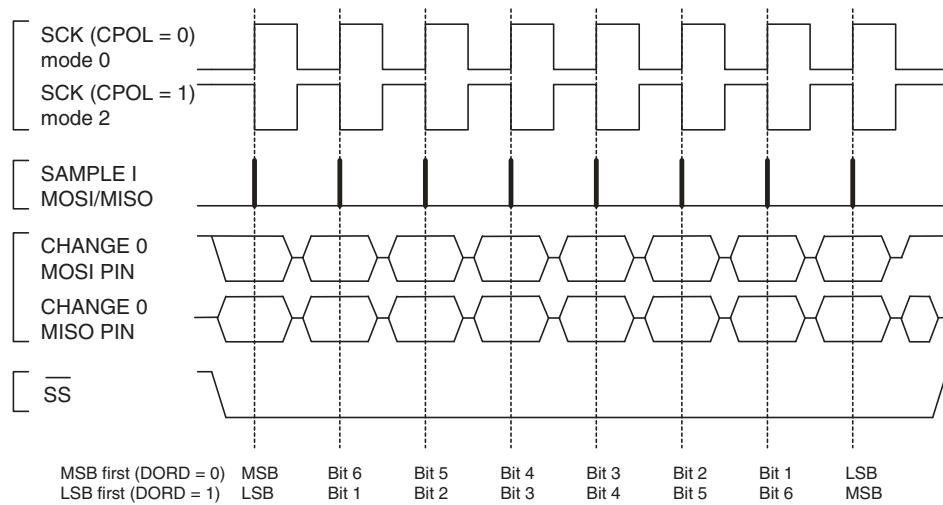 SCK (CPOL = 0)
mode 0
SCK (CPOL = 1)
mode 2
SAMPLE I
MOSI/MISO
CHANGE 0
MOSI PIN
CHANGE 0
MISO PIN
SS
MSB first (DORD = 0) MSB Bit 6 Bit 5 Bit 4 Bit 3 Bit 2 Bit 1 LSB
LSB first (DORD = 1) LSB Bit 1 Bit 2 Bit 3 Bit 4 Bit 5 Bit 6 MSB